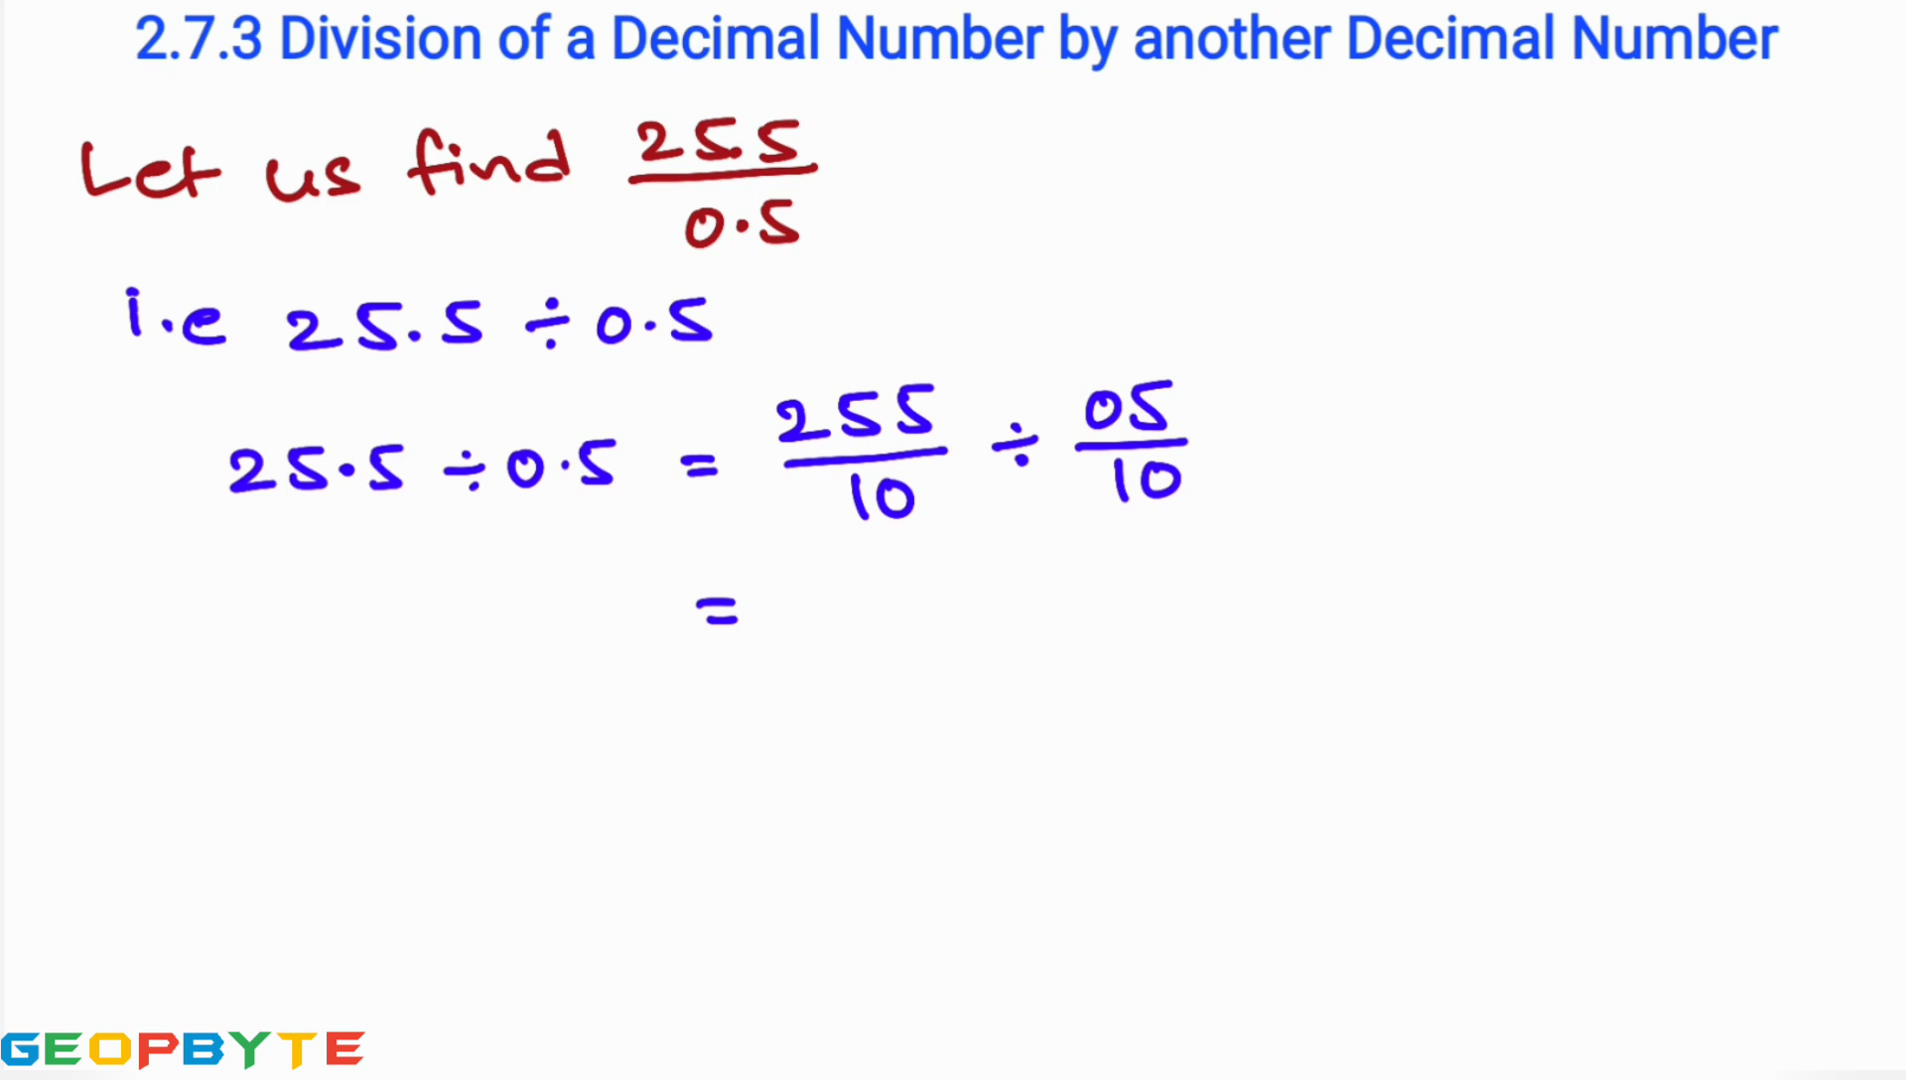 2.7.3 Division of a Decimal Number by another Decimal Number
Let us find 25.5/0.5
i.e 25.5 ÷ 0.5
25.5 ÷ 0.5 = 255/10 ÷ 05/10
=
GEOPBYTE